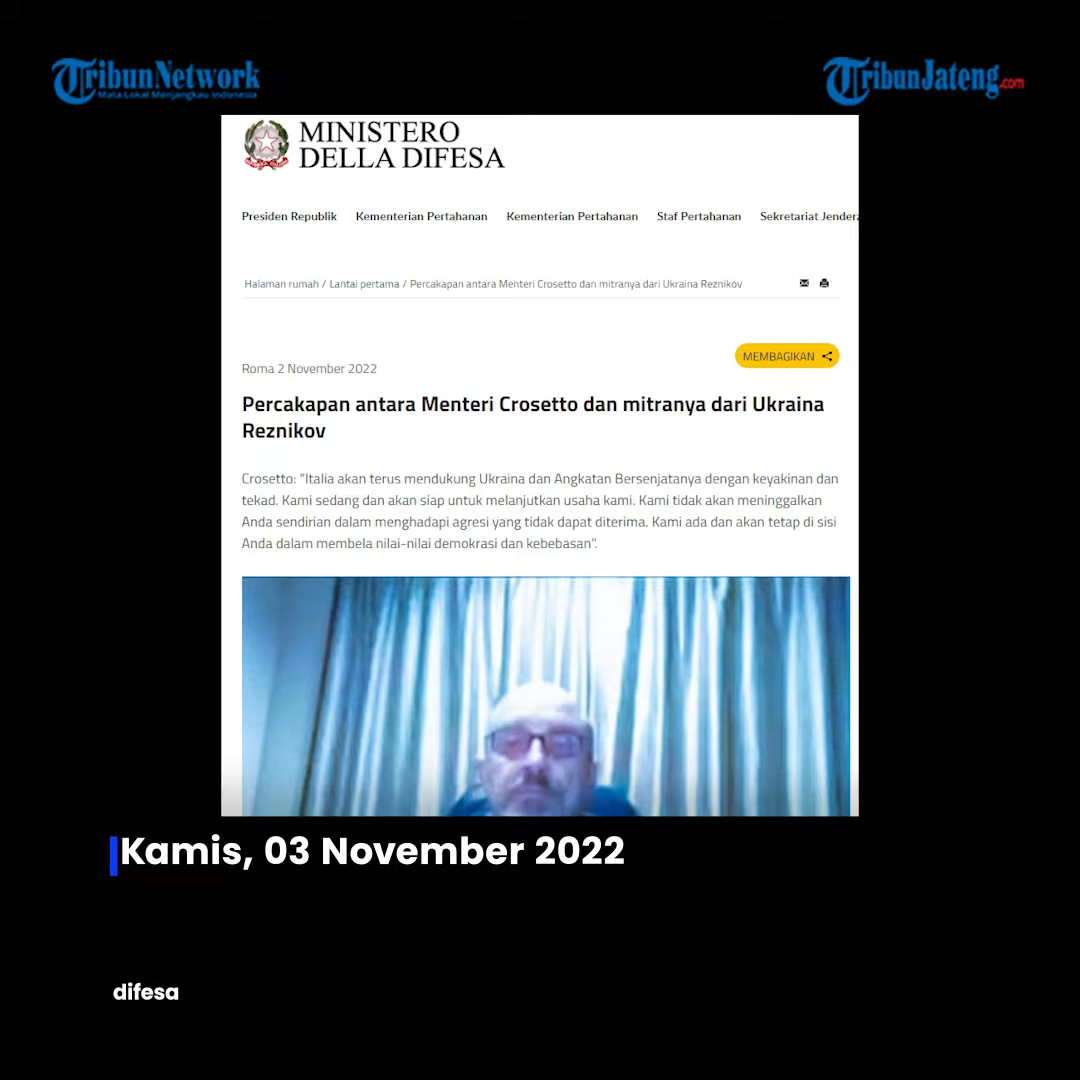 TribunNetwork
Mata Lokal Menjangkau Indonesia
TribunJateng.com
MINISTERO
DELLA DIFESA
Presiden Republik Kementerian Pertahanan Kementerian Pertahanan Staf Pertahanan Sekretariat Jendera
Halaman rumah / Lantai pertama / Percakapan antara Menteri Crosetto dan mitranya dari Ukraina Reznikov
MEMBAGIKAN
Roma 2 November 2022
Percakapan antara Menteri Crosetto dan mitranya dari Ukraina
Reznikov
Crosetto: "Italia akan terus mendukung Ukraina dan Angkatan Bersenjatanya dengan keyakinan dan
tekad. Kami sedang dan akan siap untuk melanjutkan usaha kami. Kami tidak akan meninggalkan
Anda sendirian dalam menghadapi agresi yang tidak dapat diterima. Kami ada dan akan tetap di sisi
Anda dalam membela nilai-nilai demokrasi dan kebebasan".
Kamis, 03 November 2022
difesa